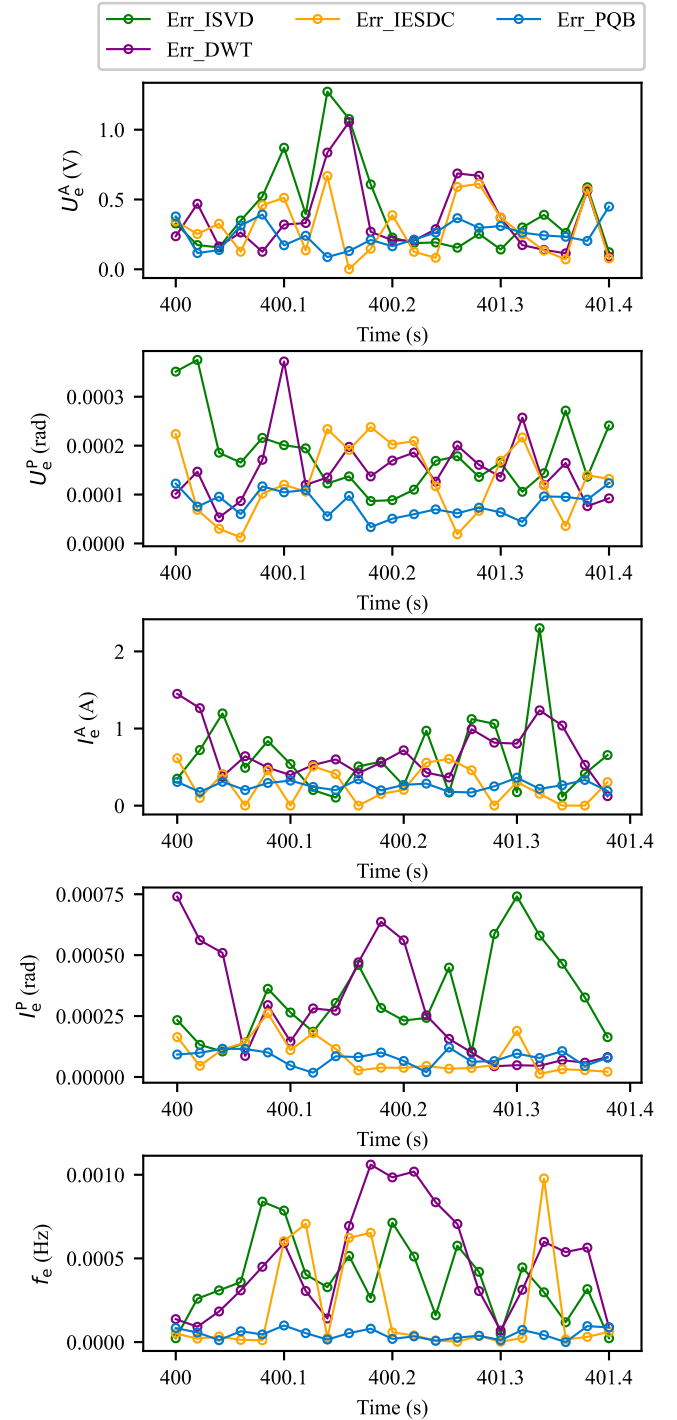 Err_ISVD Err_IESDC Err_PQB
Err_DWT
U_e^A (V)
1.0
0.5
0.0
400 400.1 400.2 401.3 401.4
Time (s)
U_e^P (rad)
0.0003
0.0002
0.0001
0.0000
400 400.1 400.2 401.3 401.4
Time (s)
I_e^A (A)
2
1
0
400 400.1 400.2 401.3 401.4
Time (s)
I_e^P (rad)
0.00075
0.00050
0.00025
0.00000
400 400.1 400.2 401.3 401.4
Time (s)
f_e (Hz)
0.0010
0.0005
0.0000
400 400.1 400.2 401.3 401.4
Time (s)